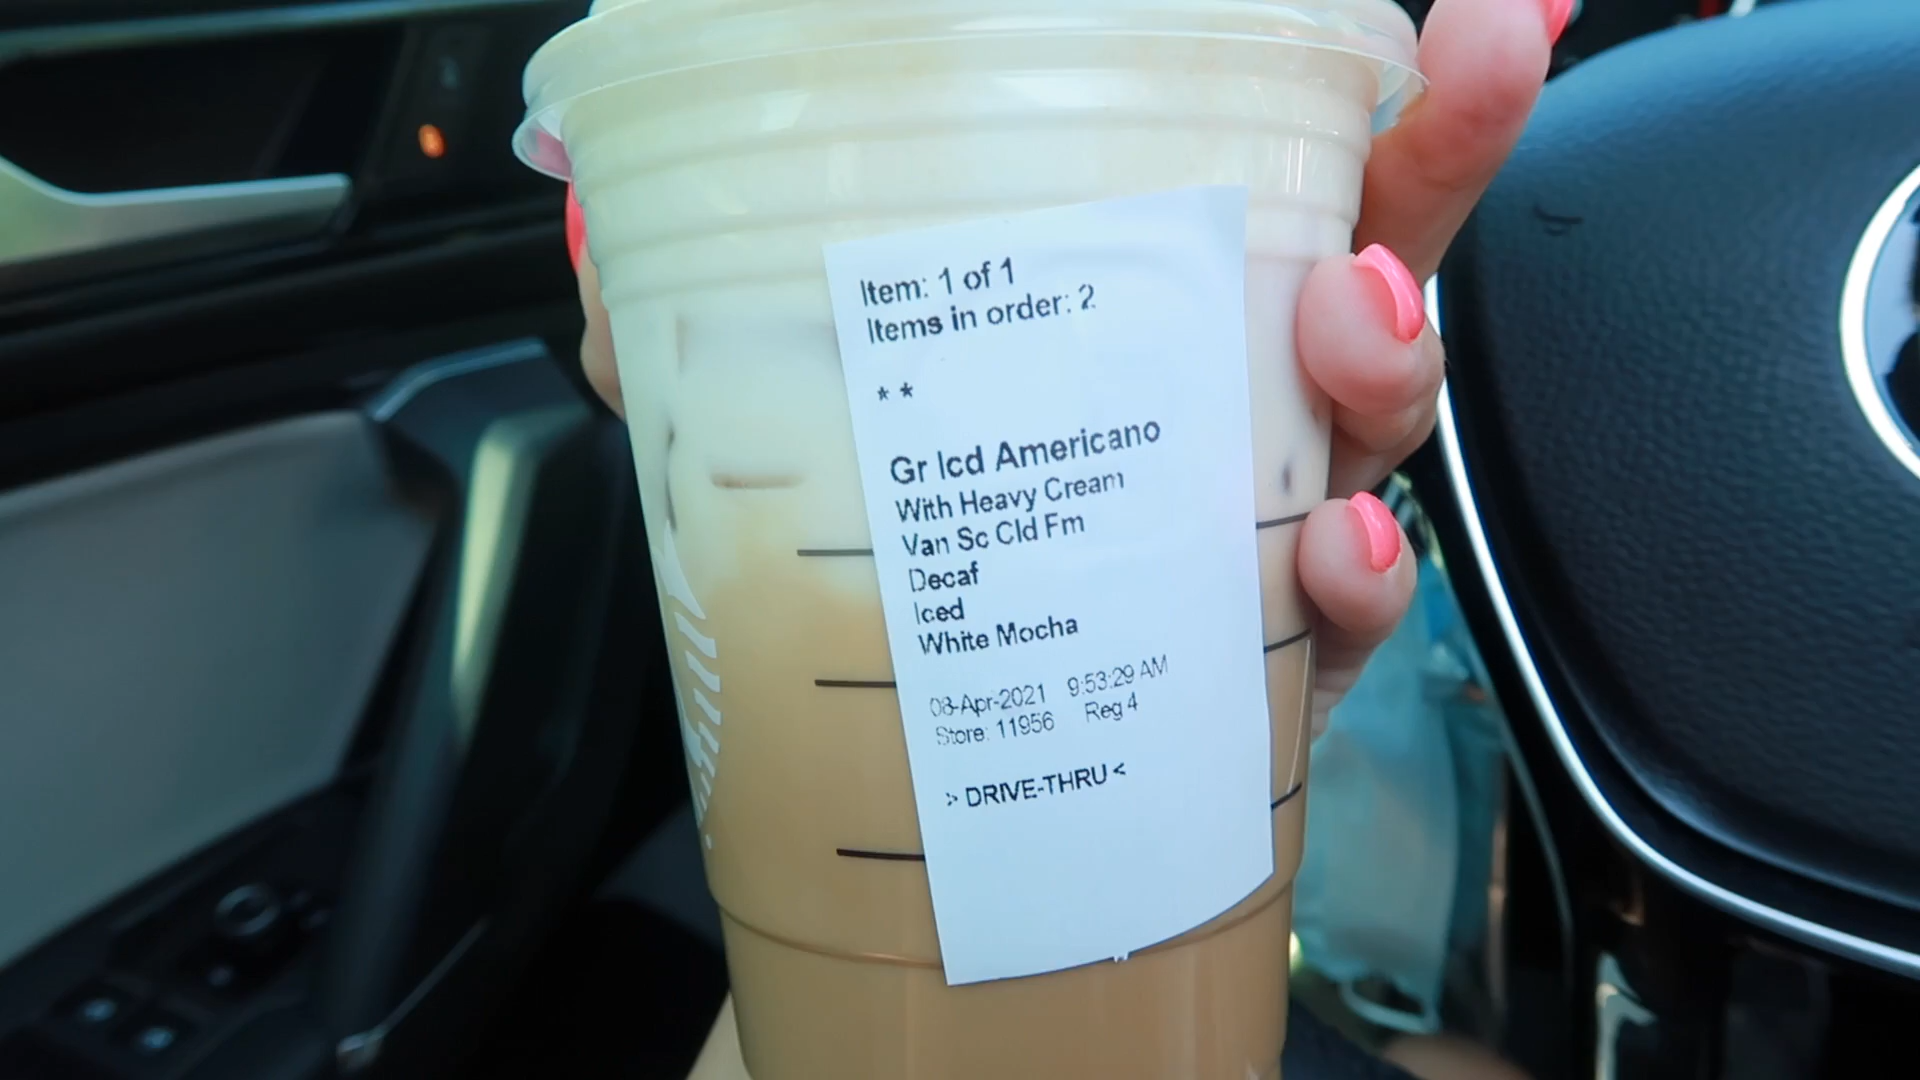 Item: 1 of 1
Items in order: 2
* *
Gr Icd Americano
With Heavy Cream
Van Sc Cld Fm
Decaf
Iced
White Mocha
08-Apr-2021 9:53:29 AM
Store: 11956 Reg 4
> DRIVE-THRU <